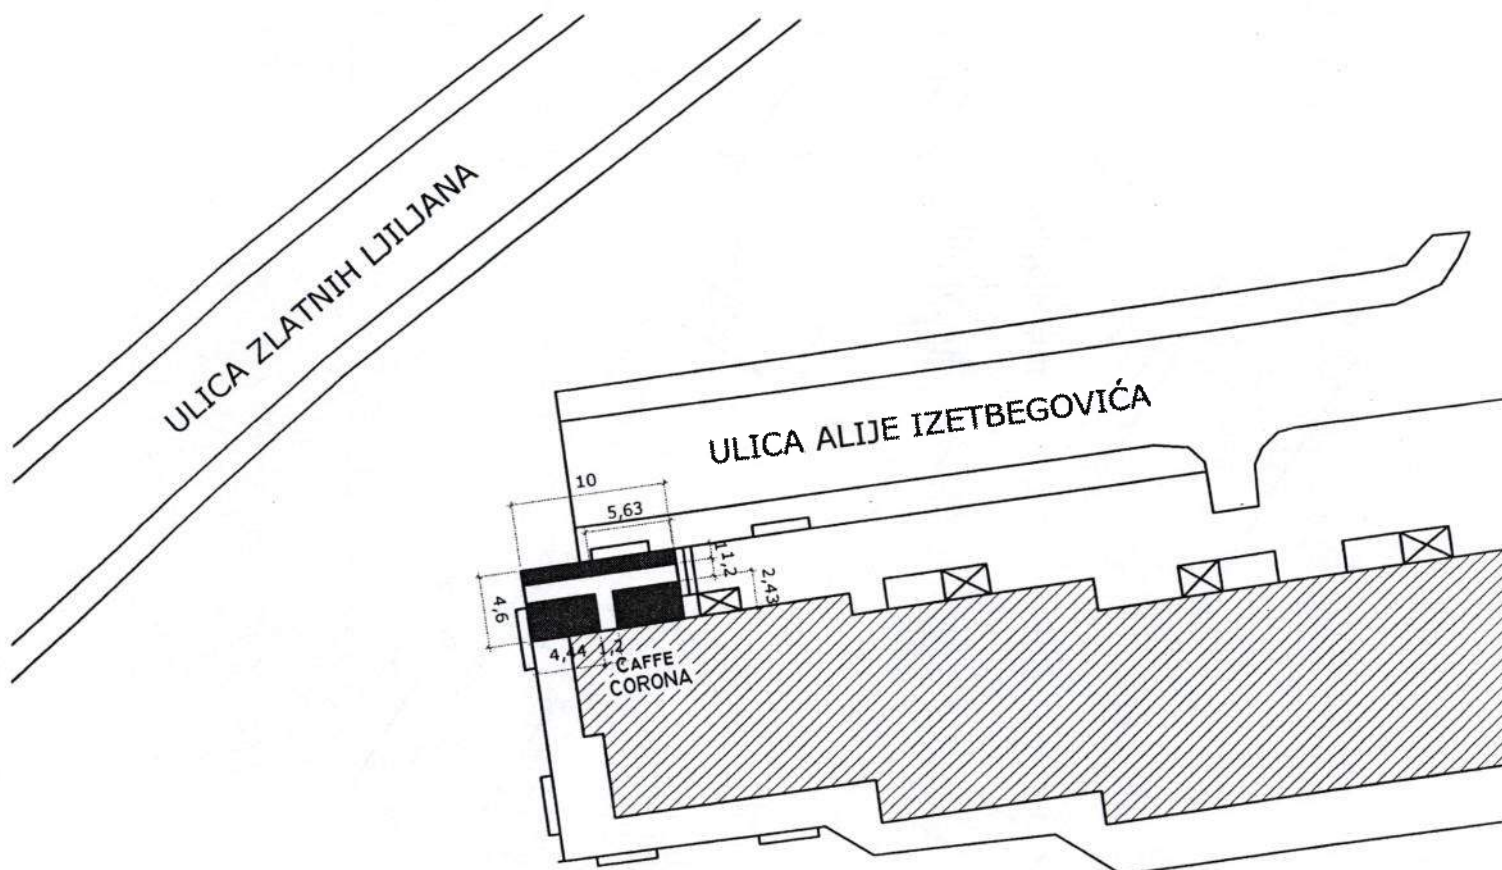 ULICA ZLATNIH LJILJANA
ULICA ALIJE IZETBEGOVIĆA
10
5,63
1
1,2
2,43
4,6
4,44
1,2
CAFFE
CORONA